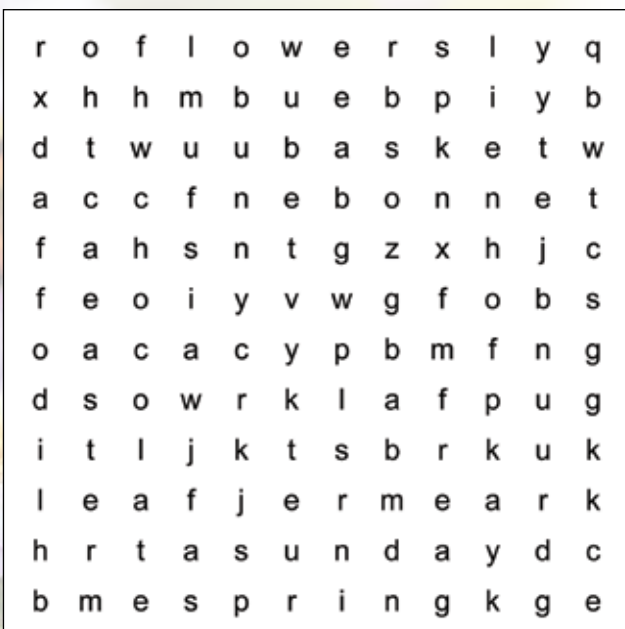 r o f l o w e r s l y q
x h h m b u e b p i y b
d t w u u b a s k e t w
a c c f n e b o n n e t
f a h s n t g z x h j c
f e o i y v w g f o b s
o a c a c y p b m f n g
d s o w r k l a f p u g
i t l j k t s b r k u k
l e a f j e r m e a r k
h r t a s u n d a y d c
b m e s p r i n g k g e